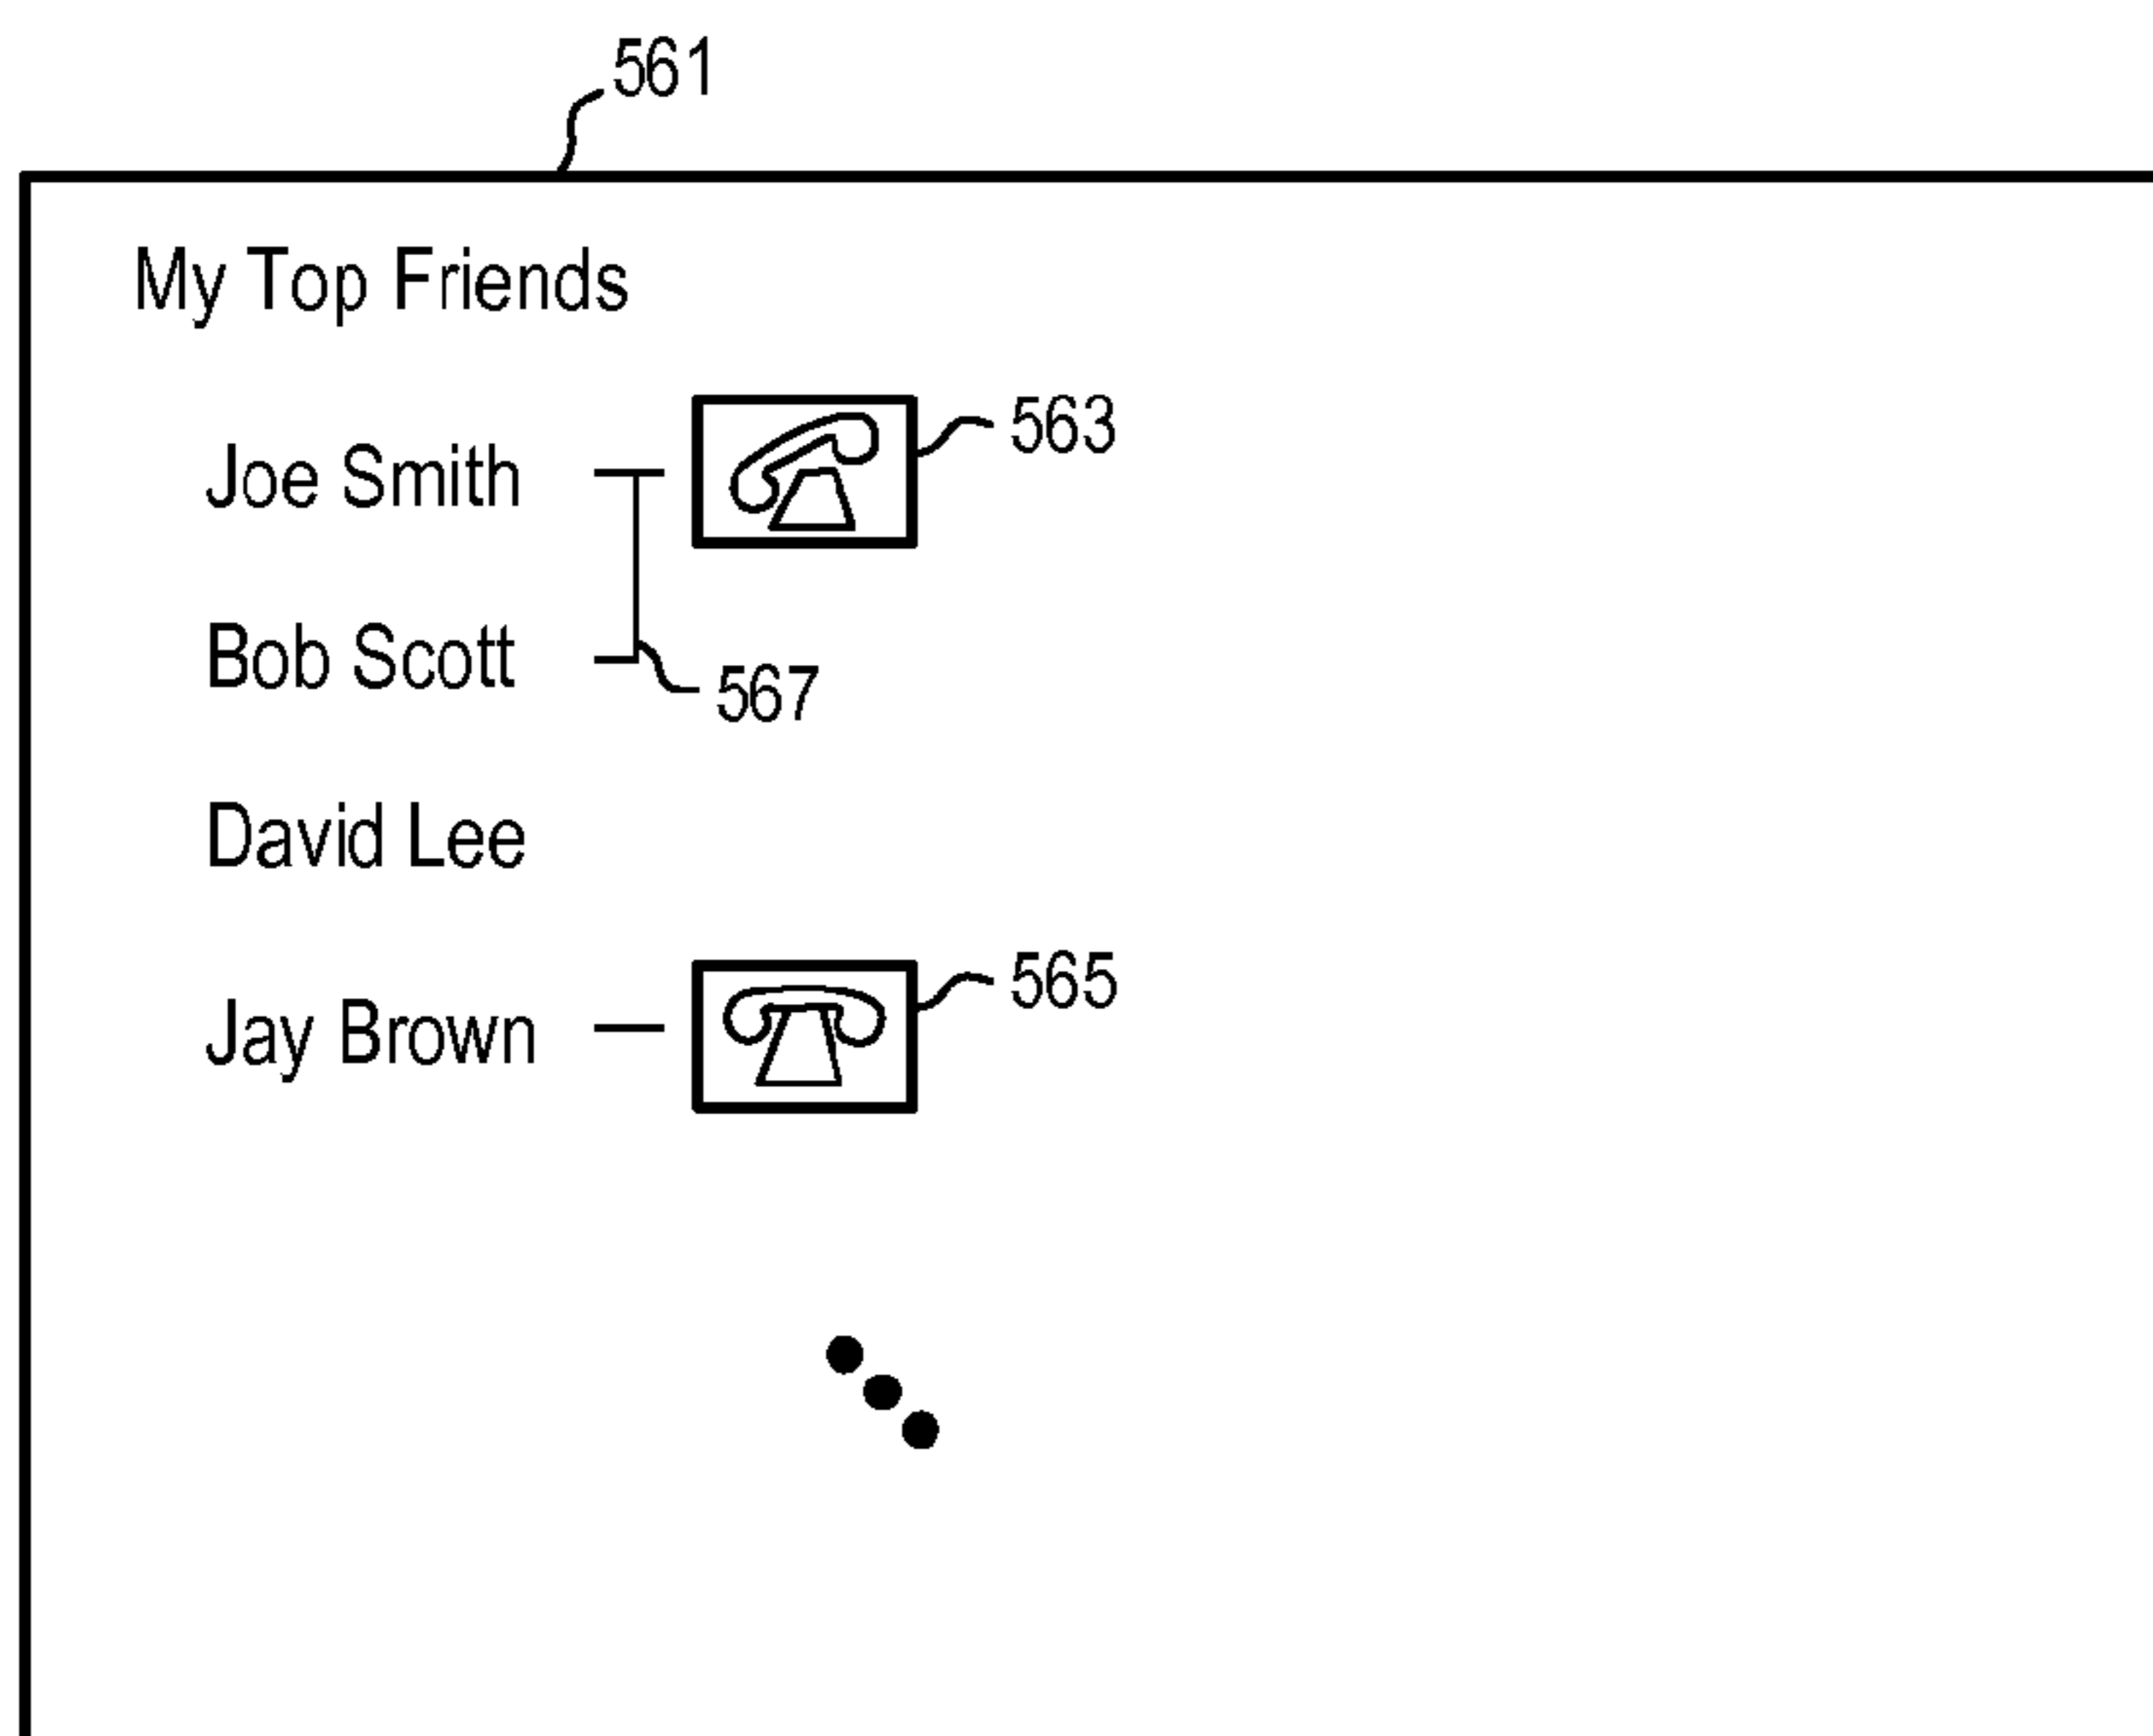 561
My Top Friends
563
Joe Smith
Bob Scott
567
David Lee
565
Jay Brown